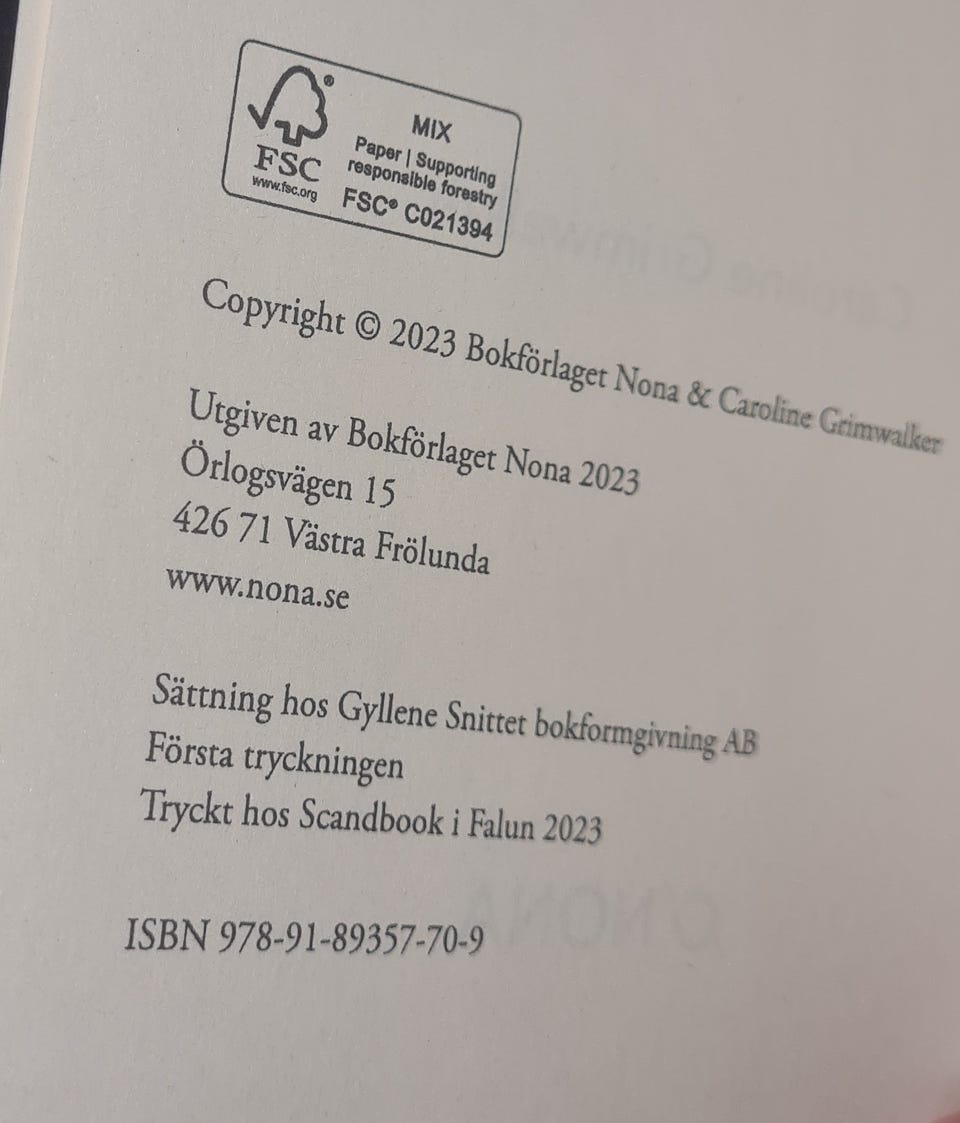 FSC®
www.fsc.org
MIX
Paper | Supporting
responsible forestry
FSC® C021394
Copyright © 2023 Bokförlaget Nona & Caroline Grimwalker
Utgiven av Bokförlaget Nona 2023
Örlogsvägen 15
426 71 Västra Frölunda
www.nona.se
Sättning hos Gyllene Snittet bokformgivning AB
Första tryckningen
Tryckt hos Scandbook i Falun 2023
ISBN 978-91-89357-70-9